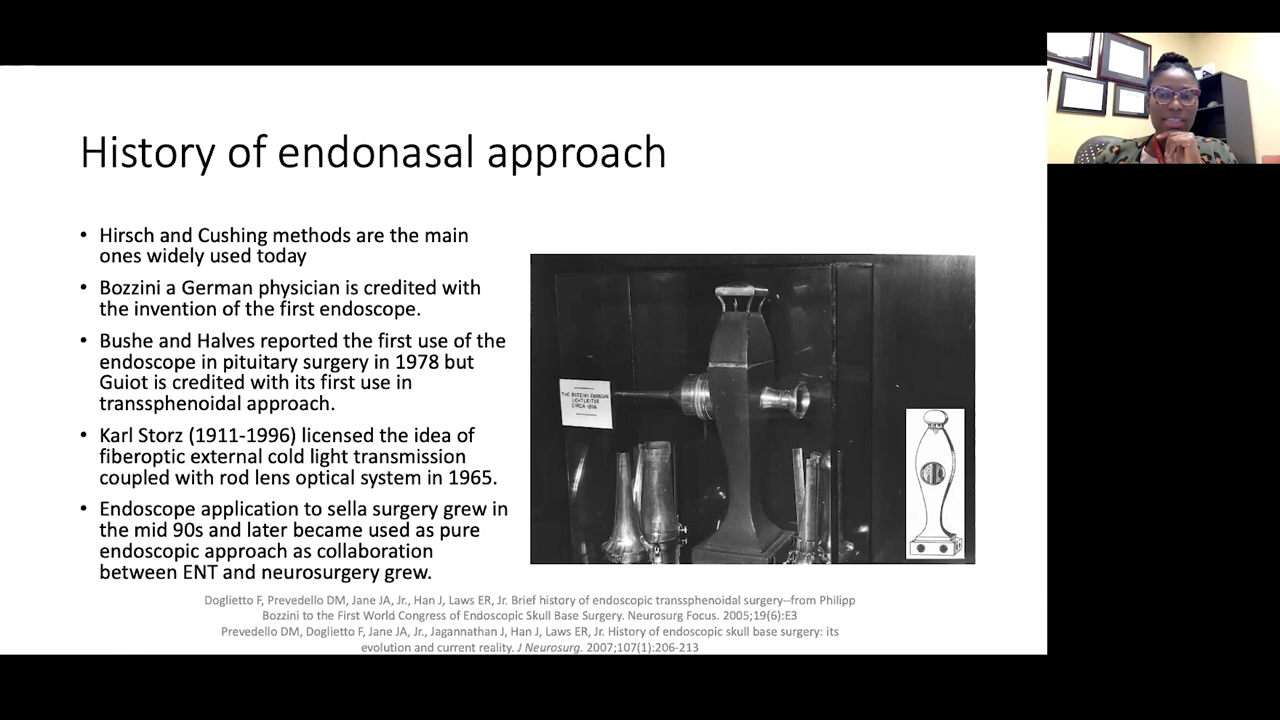 History of endonasal approach
• Hirsch and Cushing methods are the main
ones widely used today
• Bozzini a German physician is credited with
the invention of the first endoscope.
• Bushe and Halves reported the first use of the
endoscope in pituitary surgery in 1978 but
Guiot is credited with its first use in
transsphenoidal approach.
• Karl Storz (1911-1996) licensed the idea of
fiberoptic external cold light transmission
coupled with rod lens optical system in 1965.
• Endoscope application to sella surgery grew in
the mid 90s and later became used as pure
endoscopic approach as collaboration
between ENT and neurosurgery grew.
THE BOZZINI
LICHTLEITER
CIRCA 1806
Doglietto F, Prevedello DM, Jane JA, Jr., Han J, Laws ER, Jr. Brief history of endoscopic transsphenoidal surgery--from Philipp
Bozzini to the First World Congress of Endoscopic Skull Base Surgery. Neurosurg Focus. 2005;19(6):E3
Prevedello DM, Doglietto F, Jane JA, Jr., Jagannathan J, Han J, Laws ER, Jr. History of endoscopic skull base surgery: its
evolution and current reality. J Neurosurg. 2007;107(1):206-213